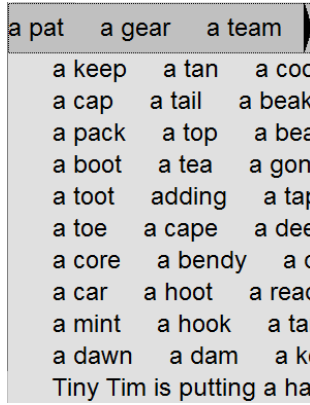 a pat a gear a team
a keep a tan a
a cap a tail a beak
a pack a top a
a boot a tea a
a toot adding a
a toe a cape a
a core a bendy a
a car a hoot a
a mint a hook a
a dawn a dam a
Tiny Tim is putting a